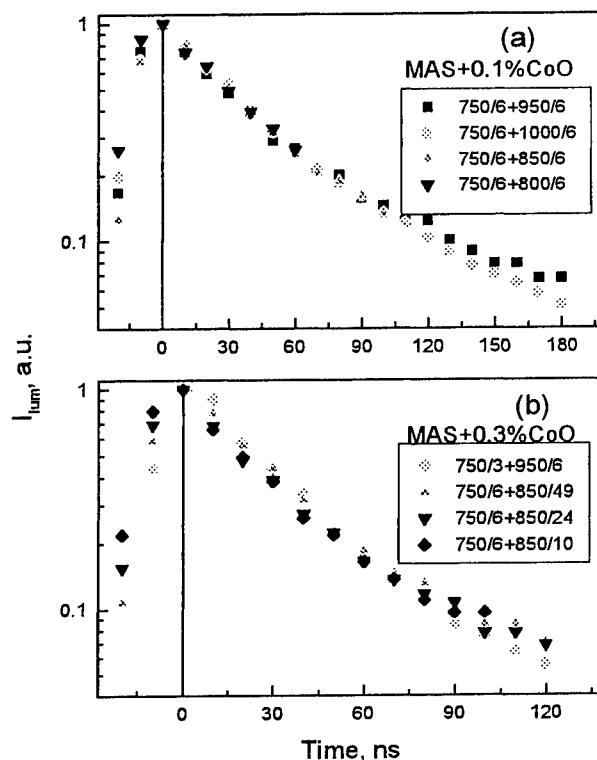 (a)
MAS+0.1%CoO
750/6+950/6
750/6+1000/6
750/6+850/6
750/6+800/6
1
0.1
0 30 60 90 120 150 180
I lum, a.u.
(b)
MAS+0.3%CoO
750/3+950/6
750/6+850/49
750/6+850/24
750/6+850/10
1
0.1
0 30 60 90 120
Time, ns